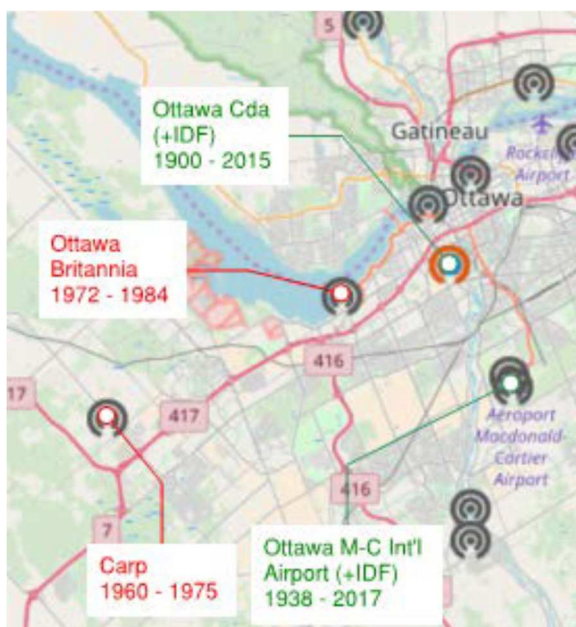 5
Ottawa Cda
(+IDF)
1900 - 2015
Gatineau
Rockcliffe
Airport
Ottawa
Ottawa
Britannia
1972 - 1984
416
17
417
Aéroport
Macdonald-
Cartier
Airport
416
7
Carp
1960 - 1975
Ottawa M-C Int'l
Airport (+IDF)
1938 - 2017